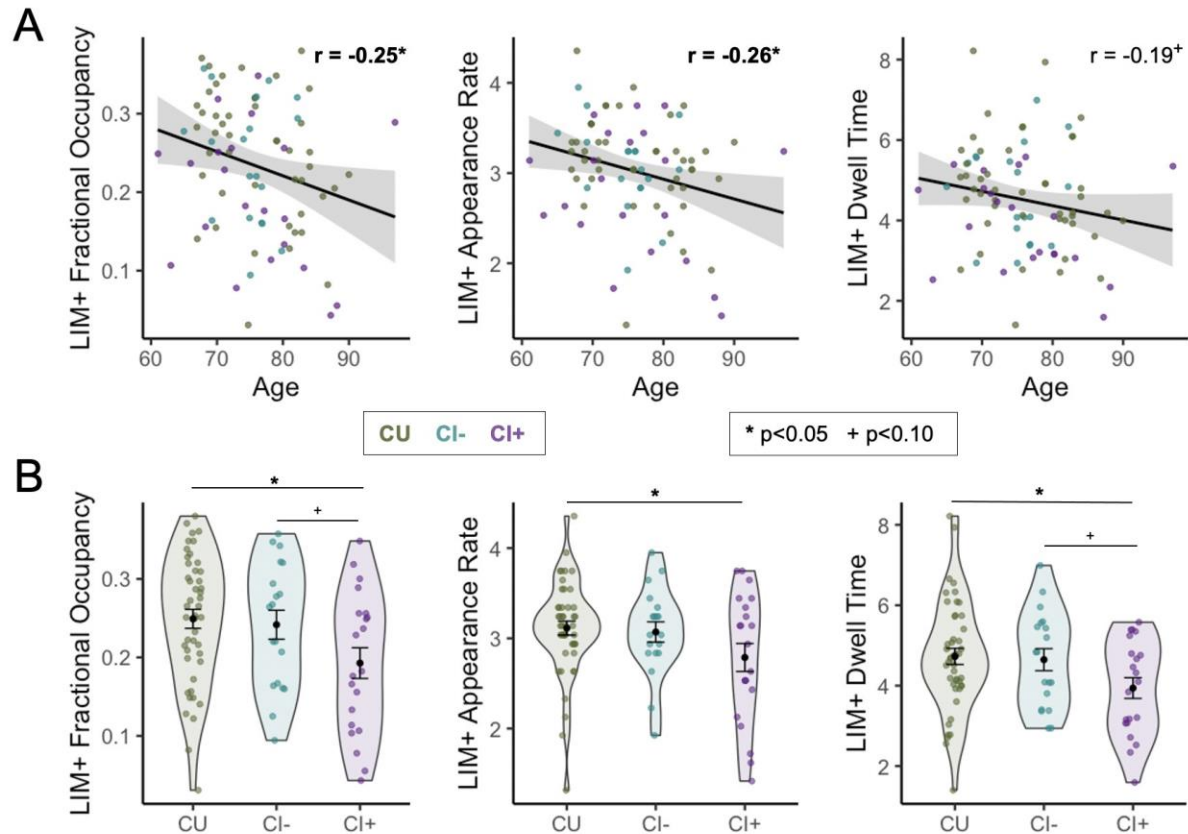 A
r = -0.25*
r = -0.26*
r = -0.19+
LIM+ Fractional Occupancy
0.3
0.2
0.1
60 70 80 90
Age
LIM+ Appearance Rate
4
3
2
60 70 80 90
Age
LIM+ Dwell Time
8
6
4
2
60 70 80 90
Age
CU CI- CI+
* p<0.05 + p<0.10
B
LIM+ Fractional Occupancy
0.3
0.2
0.1
*
+
CU CI- CI+
LIM+ Appearance Rate
4
3
2
*
CU CI- CI+
LIM+ Dwell Time
8
6
4
2
*
+
CU CI- CI+